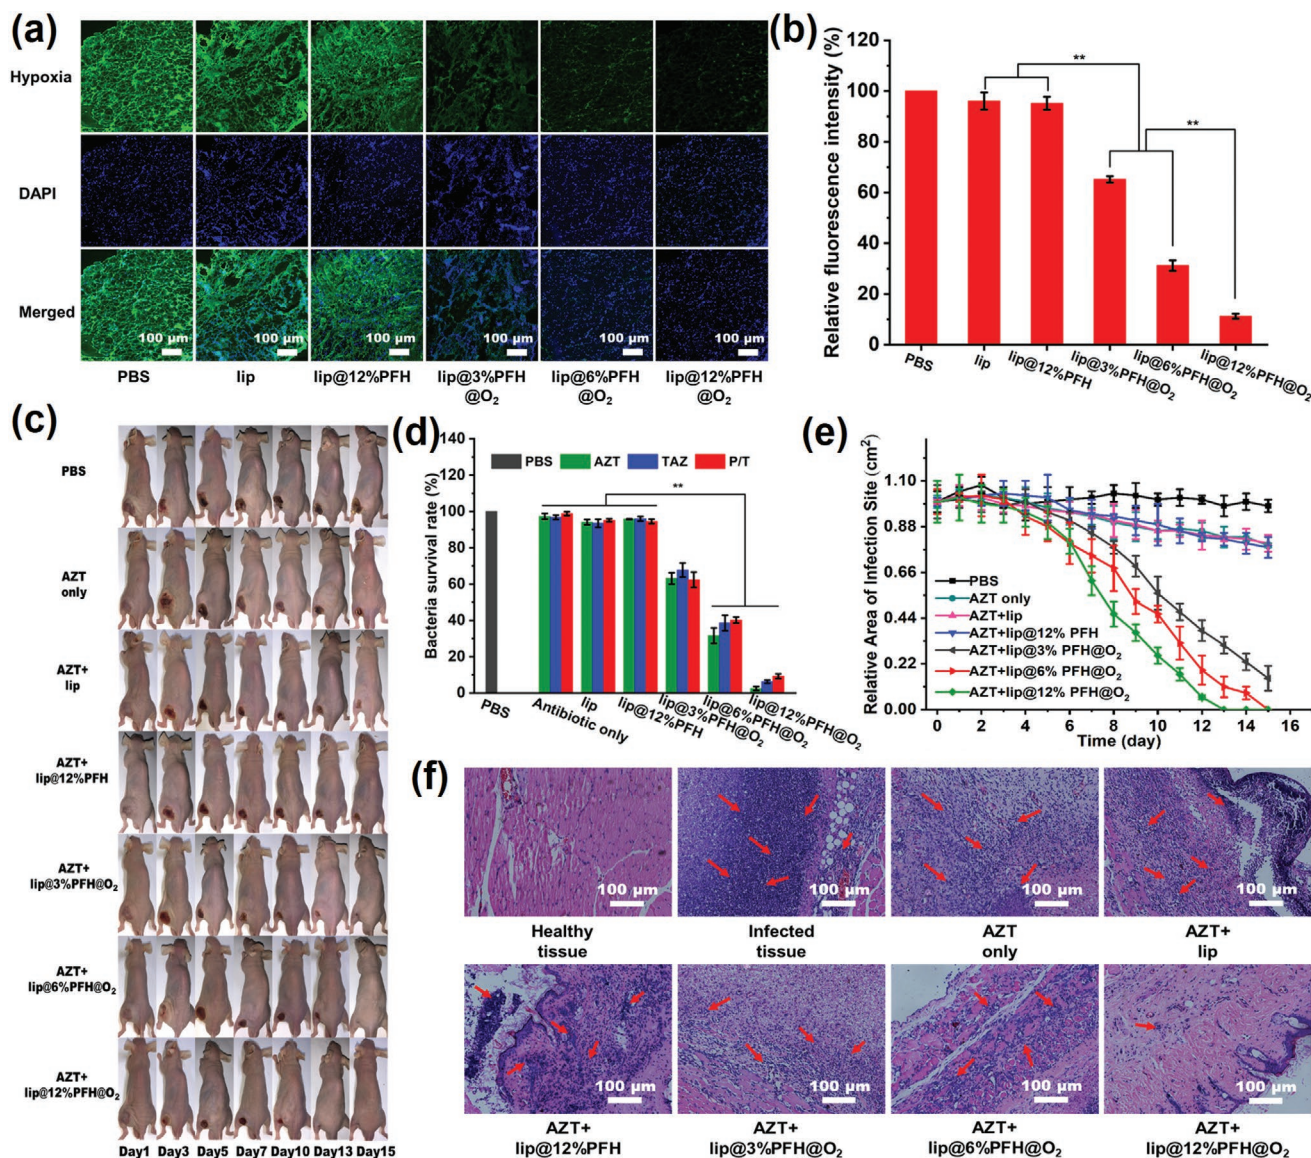 (a)
Hypoxia
DAPI
Merged
100 µm
100 µm
100 µm
100 µm
100 µm
100 µm
PBS
lip
lip@12%PFH
lip@3%PFH
@O₂
lip@6%PFH
@O₂
lip@12%PFH
@O₂
(b)
Relative fluorescence intensity (%)
120
100
80
60
40
20
0
**
**
PBS
lip
lip@12%PFH
lip@3%PFH@O₂
lip@6%PFH@O₂
lip@12%PFH@O₂
(c)
PBS
AZT
only
AZT+
lip
AZT+
lip@12%PFH
AZT+
lip@3%PFH@O₂
AZT+
lip@6%PFH@O₂
AZT+
lip@12%PFH@O₂
Day1 Day3 Day5 Day7 Day10 Day13 Day15
(d)
Bacteria survival rate (%)
140
120
100
80
60
40
20
0
PBS AZT TAZ P/T
**
PBS
Antibiotic only
lip
lip@12%PFH
lip@3%PFH@O₂
lip@6%PFH@O₂
lip@12%PFH@O₂
(e)
Relative Area of Infection Site (cm²)
1.10
0.88
0.66
0.44
0.22
0.00
PBS
AZT only
AZT+lip
AZT+lip@12% PFH
AZT+lip@3% PFH@O₂
AZT+lip@6% PFH@O₂
AZT+lip@12% PFH@O₂
0 2 4 6 8 10 12 14 16
Time (day)
(f)
100 µm
100 µm
100 µm
100 µm
Healthy
tissue
Infected
tissue
AZT
only
AZT+
lip
100 µm
100 µm
100 µm
100 µm
AZT+
lip@12%PFH
AZT+
lip@3%PFH@O₂
AZT+
lip@6%PFH@O₂
AZT+
lip@12%PFH@O₂